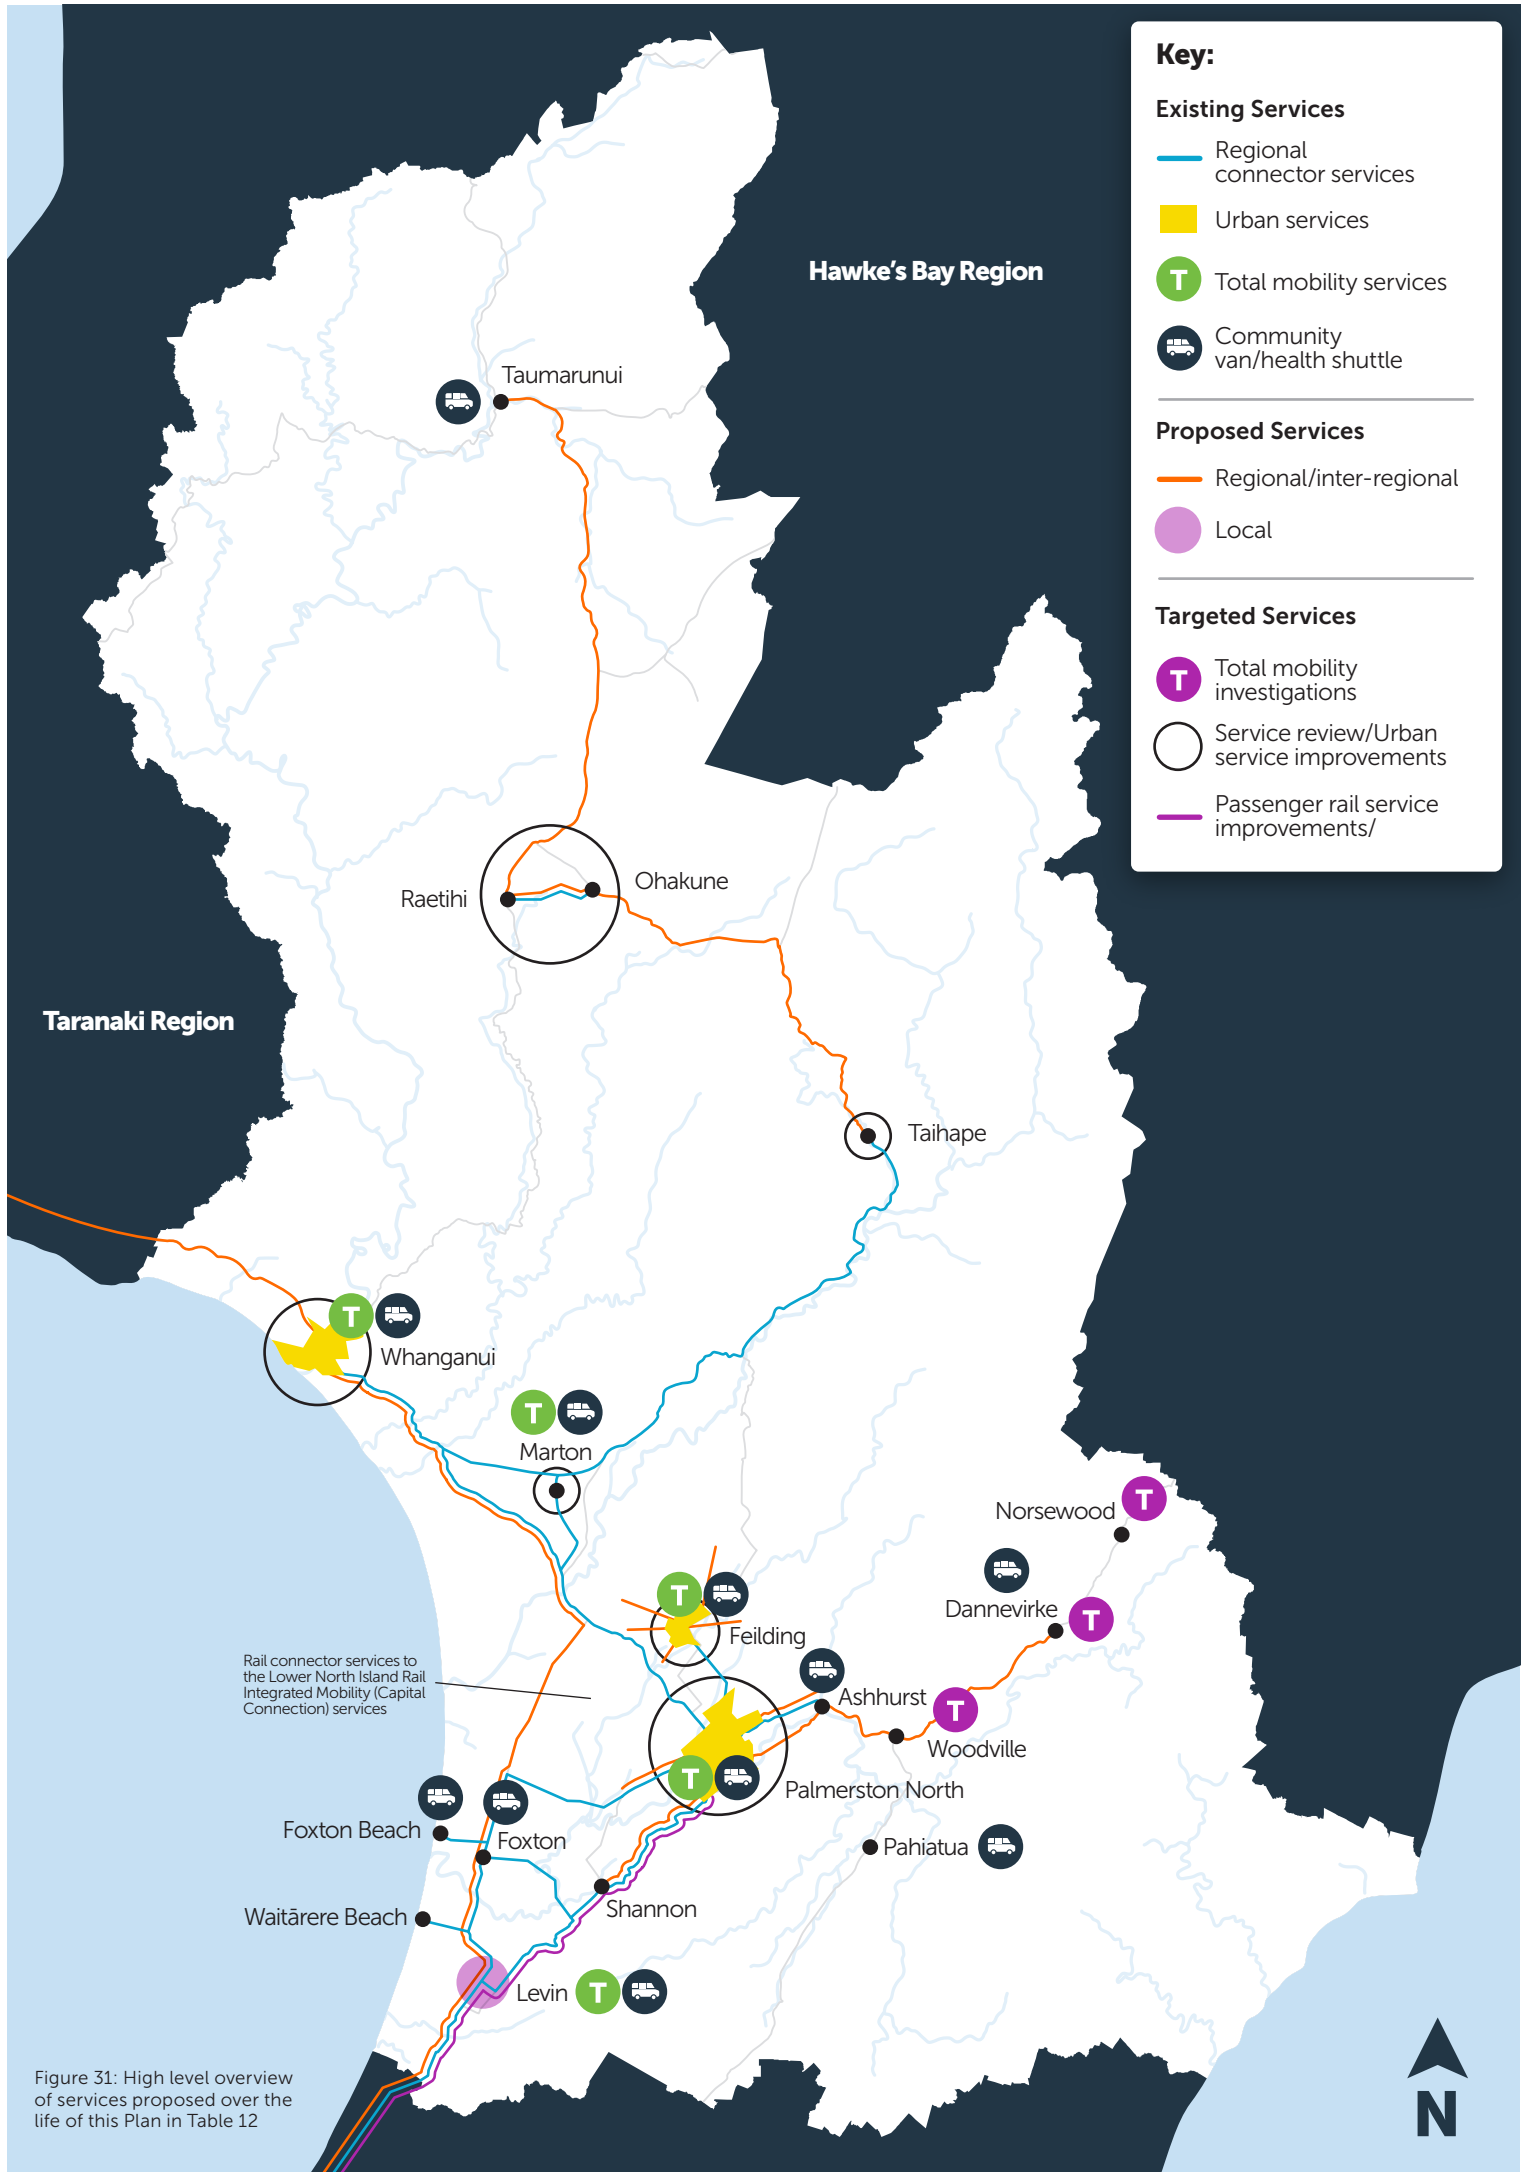 Key:
Existing Services
Regional
connector services
Urban services
T
Total mobility services
Community
van/health shuttle
Proposed Services
Regional/inter-regional
Local
Targeted Services
T
Total mobility
investigations
Service review/Urban
service improvements
Passenger rail service
improvements/
Hawke's Bay Region
Taumarunui
Raetihi
Ohakune
Taranaki Region
Taihape
T
Whanganui
T
Marton
Norsewood
T
Dannevirke
T
T
Feilding
Rail connector services to
the Lower North Island Rail
Integrated Mobility (Capital
Connection) services
Ashhurst
T
Woodville
T
Palmerston North
Foxton Beach
Foxton
Pahiatua
Shannon
Waitārere Beach
Levin
T
Figure 31: High level overview
of services proposed over the
life of this Plan in Table 12
N